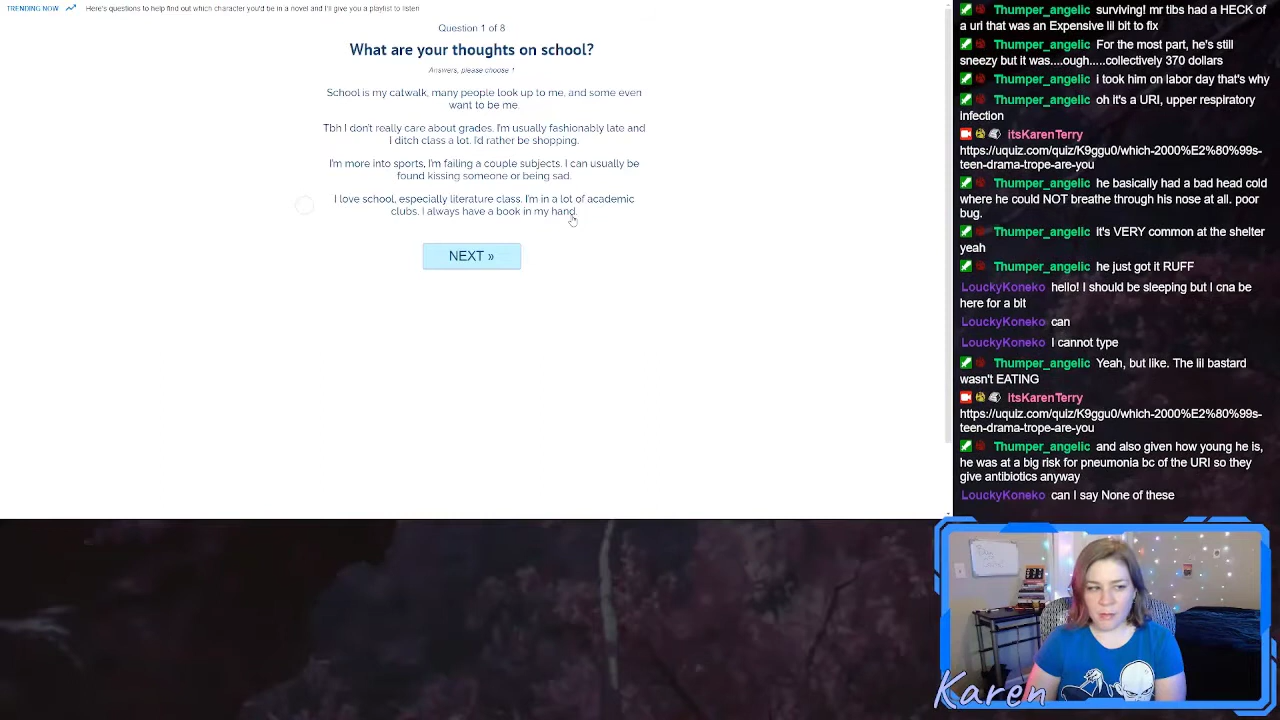 TRENDING NOW Here's questions to help find out which character you'd be in a novel and I'll give you a playlist to listen
Question 1 of 8
What are your thoughts on school?
Answers, please choose 1
School is my catwalk, many people look up to me, and some even
want to be me.
Tbh I don't really care about grades. I'm usually fashionably late and
I ditch class a lot. I'd rather be shopping.
I'm more into sports, I'm failing a couple subjects. I can usually be
found kissing someone or being sad.
I love school, especially literature class. I'm in a lot of academic
clubs. I always have a book in my hand.
NEXT »
Thumper_angelic surviving! mr tibs had a HECK of
a uri that was an Expensive lil bit to fix
Thumper_angelic For the most part, he's still
sneezy but it was....ough.....collectively 370 dollars
Thumper_angelic I took him on labor day that's why
Thumper_angelic oh it's a URI, upper respiratory
infection
itsKarenTerry
https://uquiz.com/quiz/K9ggu0/which-2000%E2%80%99s-
teen-drama-trope-are-you
Thumper_angelic he basically had a bad head cold
where he could NOT breathe through his nose at all. poor
bug.
Thumper_angelic it's VERY common at the shelter
yeah
Thumper_angelic he just got it RUFF
LouckyKoneko hello! I should be sleeping but I cna be
here for a bit
LouckyKoneko can
LouckyKoneko I cannot type
Thumper_angelic Yeah, but like. The lil bastard
wasn't EATING
itsKarenTerry
https://uquiz.com/quiz/K9ggu0/which-2000%E2%80%99s-
teen-drama-trope-are-you
Thumper_angelic and also given how young he is,
he was at a big risk for pneumonia bc of the URI so they
give antibiotics anyway
LouckyKoneko can I say None of these
Karen